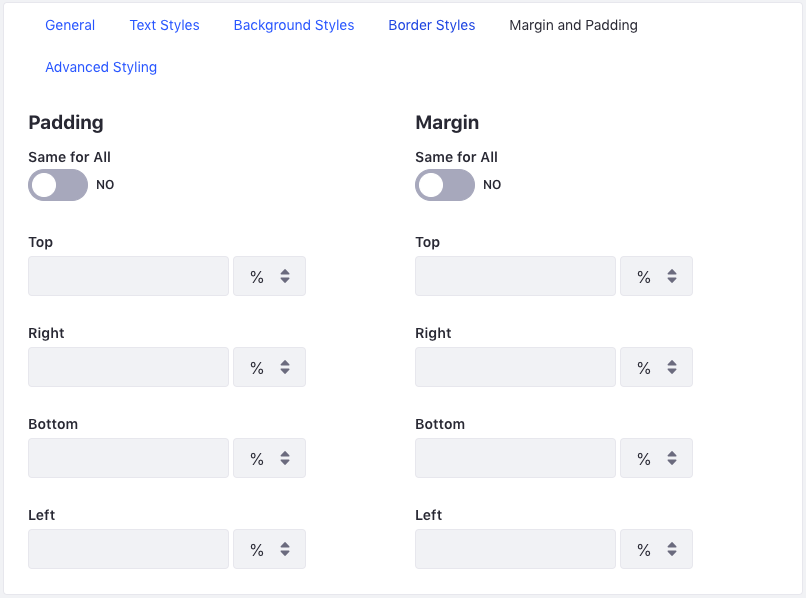 General Text Styles Background Styles Border Styles Margin and Padding
Advanced Styling
Padding
Same for All
NO
Top
%
Right
%
Bottom
%
Left
%
Margin
Same for All
NO
Top
%
Right
%
Bottom
%
Left
%